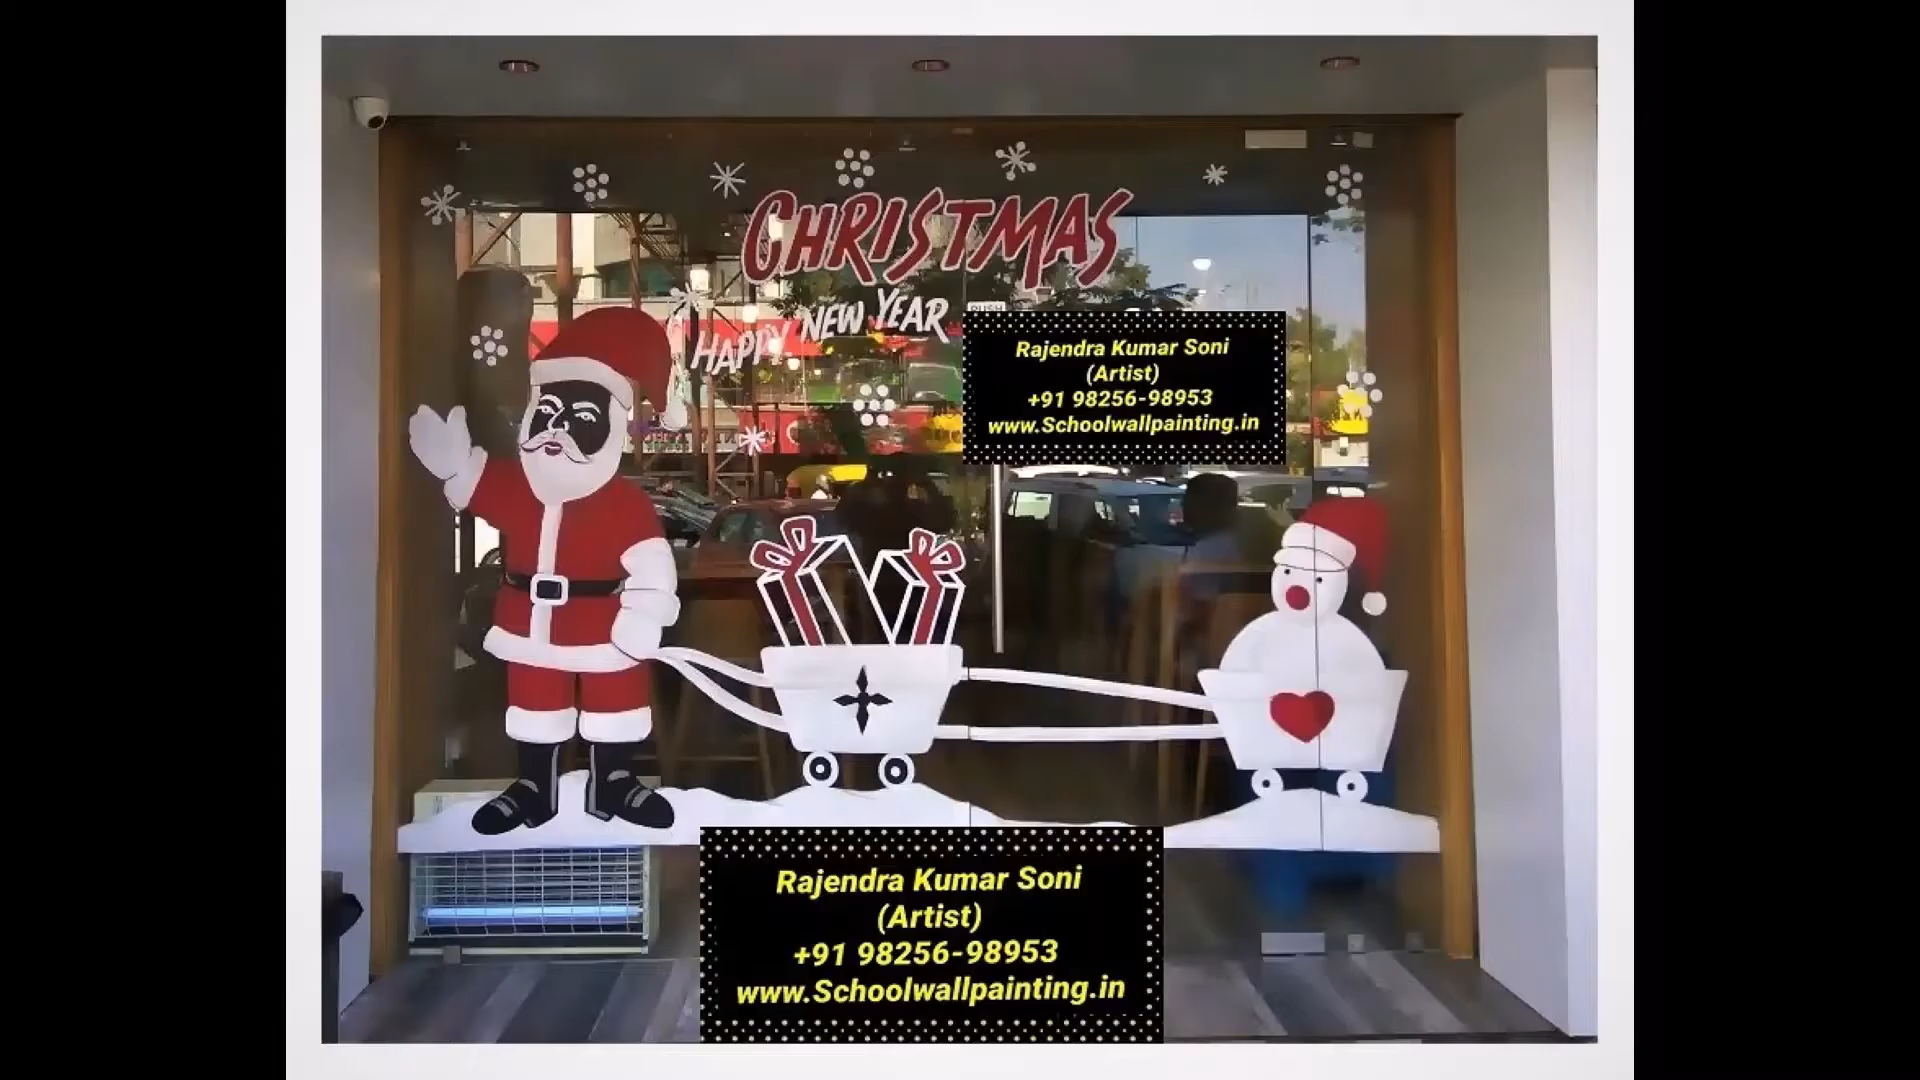 CHRISTMAS
HAPPY NEW YEAR
PUSH
Rajendra Kumar Soni
(Artist)
+91 98256-98953
www.Schoolwallpainting.in
Rajendra Kumar Soni
(Artist)
+91 98256-98953
www.Schoolwallpainting.in